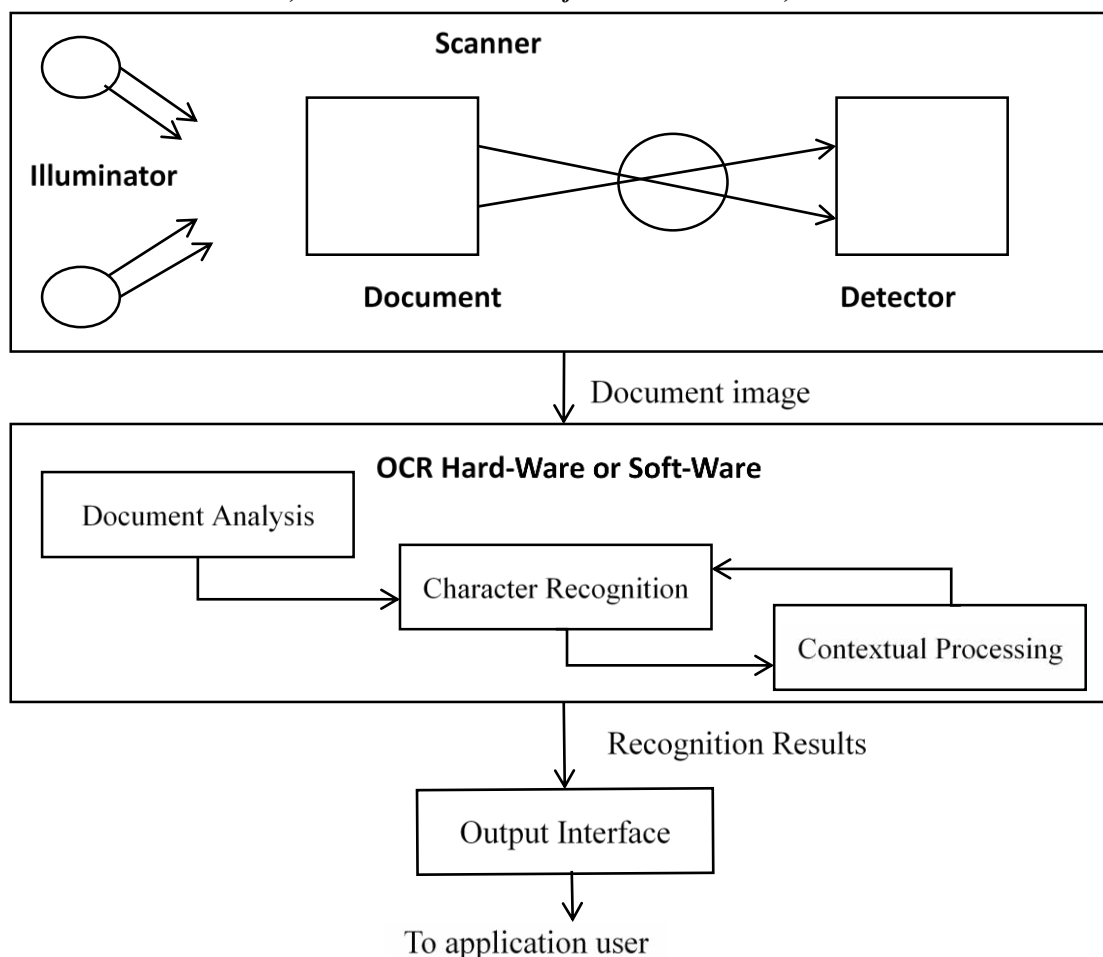 Scanner
Illuminator
Document
Detector
Document image
OCR Hard-Ware or Soft-Ware
Document Analysis
Character Recognition
Contextual Processing
Recognition Results
Output Interface
To application user